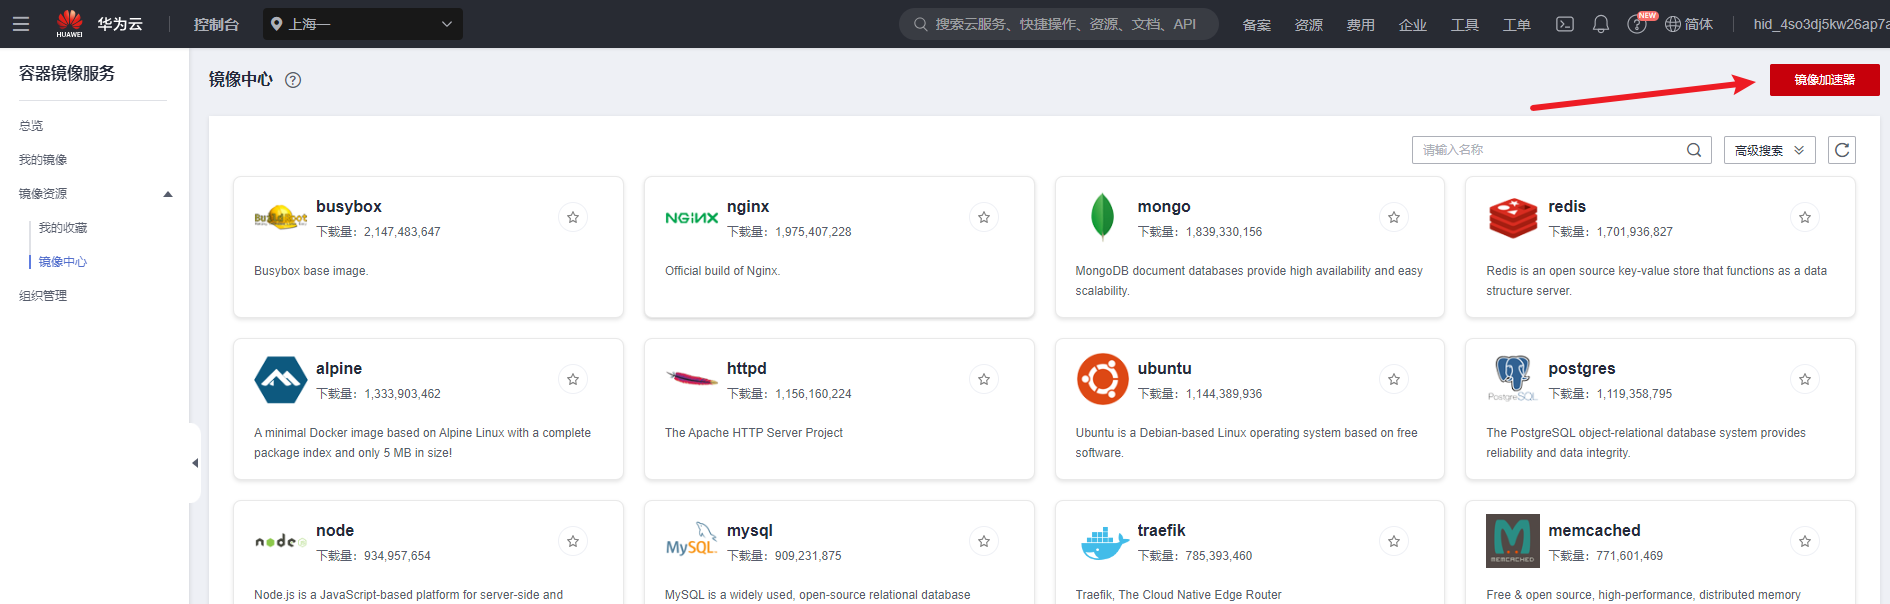 HUAWEI
华为云
控制台
上海一
搜索云服务、快捷操作、资源、文档、API
备案
资源
费用
企业
工具
工单
NEW
简体
hid_4so3dj5kw26ap7a
容器镜像服务
总览
我的镜像
镜像资源
我的收藏
镜像中心
组织管理
镜像中心
镜像加速器
请输入名称
高级搜索
BuildRoot
busybox
下载量：2,147,483,647
Busybox base image.
NGINX
nginx
下载量：1,975,407,228
Official build of Nginx.
mongo
下载量：1,839,330,156
MongoDB document databases provide high availability and easy
scalability.
redis
下载量：1,701,936,827
Redis is an open source key-value store that functions as a data
structure server.
alpine
下载量：1,333,903,462
A minimal Docker image based on Alpine Linux with a complete
package index and only 5 MB in size!
httpd
下载量：1,156,160,224
The Apache HTTP Server Project
ubuntu
下载量：1,144,389,936
Ubuntu is a Debian-based Linux operating system based on free
software.
PostgreSQL
postgres
下载量：1,119,358,795
The PostgreSQL object-relational database system provides
reliability and data integrity.
node
node
下载量：934,957,654
Node.js is a JavaScript-based platform for server-side and
MySQL
mysql
下载量：909,231,875
MySQL is a widely used, open-source relational database
traefik
下载量：785,393,460
Traefik, The Cloud Native Edge Router
MEMCACHED
memcached
下载量：771,601,469
Free & open source, high-performance, distributed memory